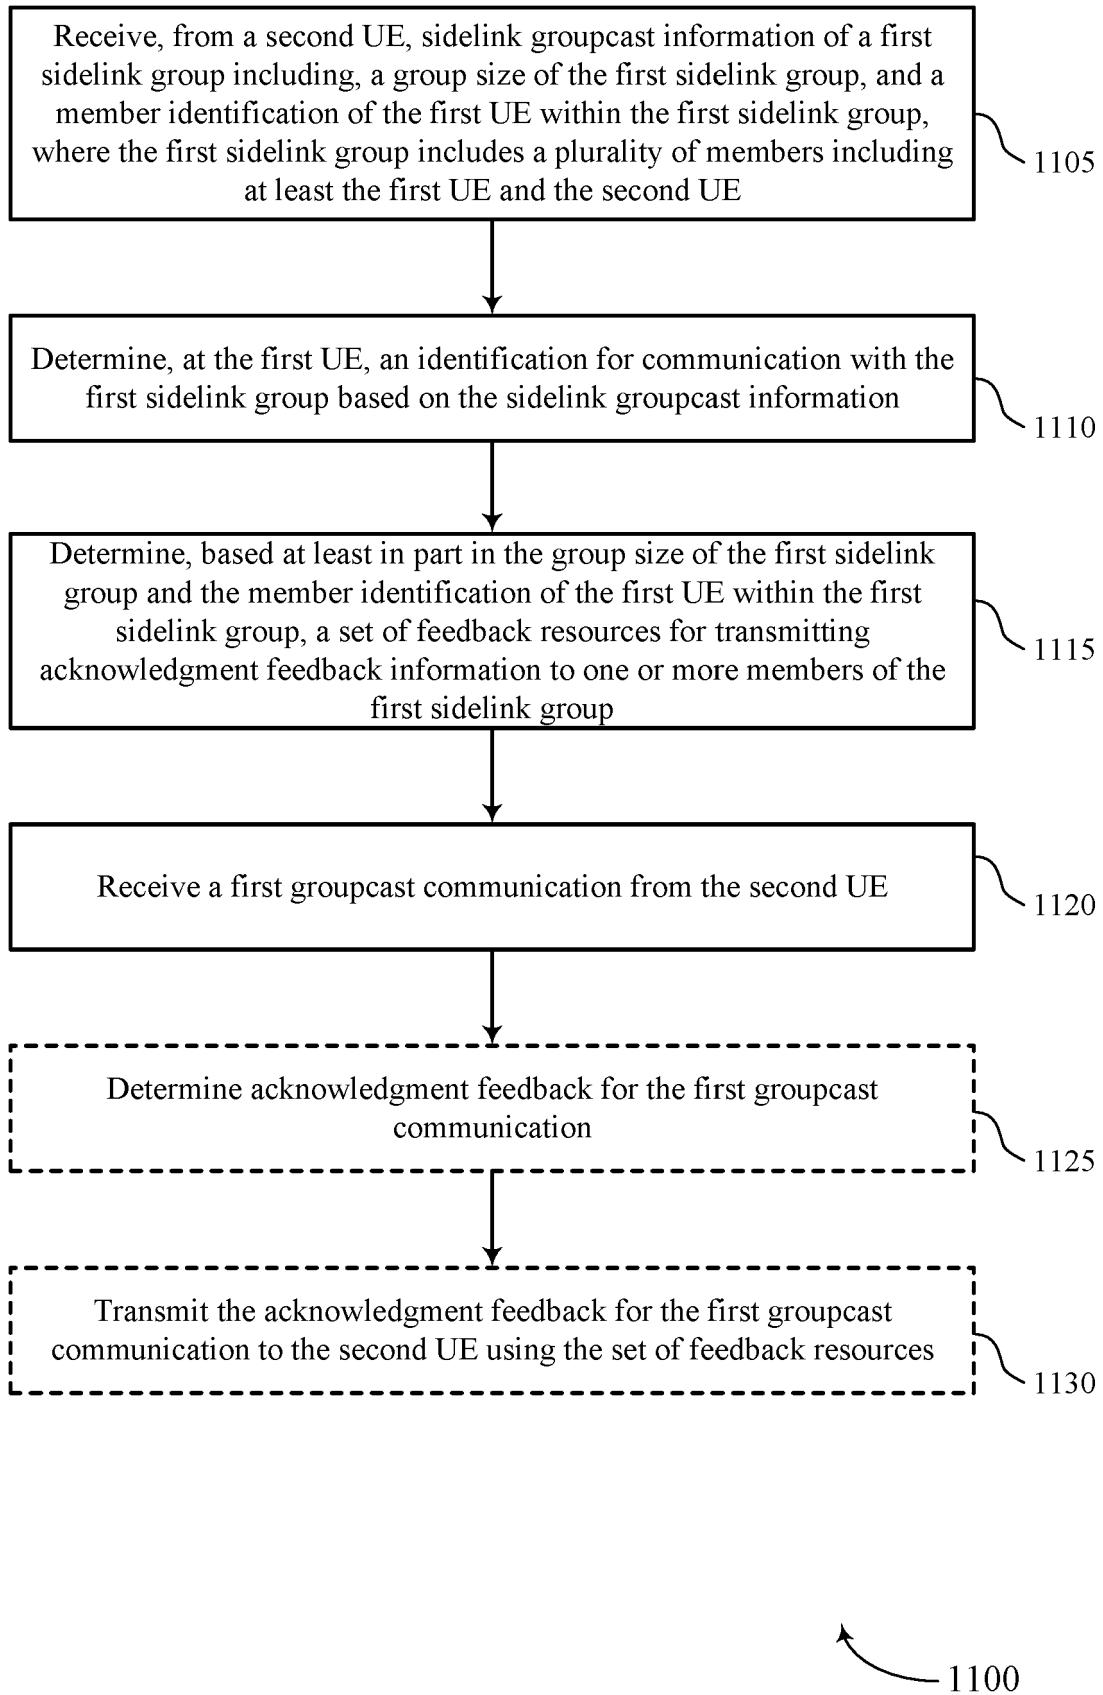 Receive, from a second UE, sidelink groupcast information of a first
sidelink group including, a group size of the first sidelink group, and a
member identification of the first UE within the first sidelink group,
where the first sidelink group includes a plurality of members including
at least the first UE and the second UE
1105
Determine, at the first UE, an identification for communication with the
first sidelink group based on the sidelink groupcast information
1110
Determine, based at least in part in the group size of the first sidelink
group and the member identification of the first UE within the first
sidelink group, a set of feedback resources for transmitting
acknowledgment feedback information to one or more members of the
first sidelink group
1115
Receive a first groupcast communication from the second UE
1120
Determine acknowledgment feedback for the first groupcast
communication
1125
Transmit the acknowledgment feedback for the first groupcast
communication to the second UE using the set of feedback resources
1130
1100